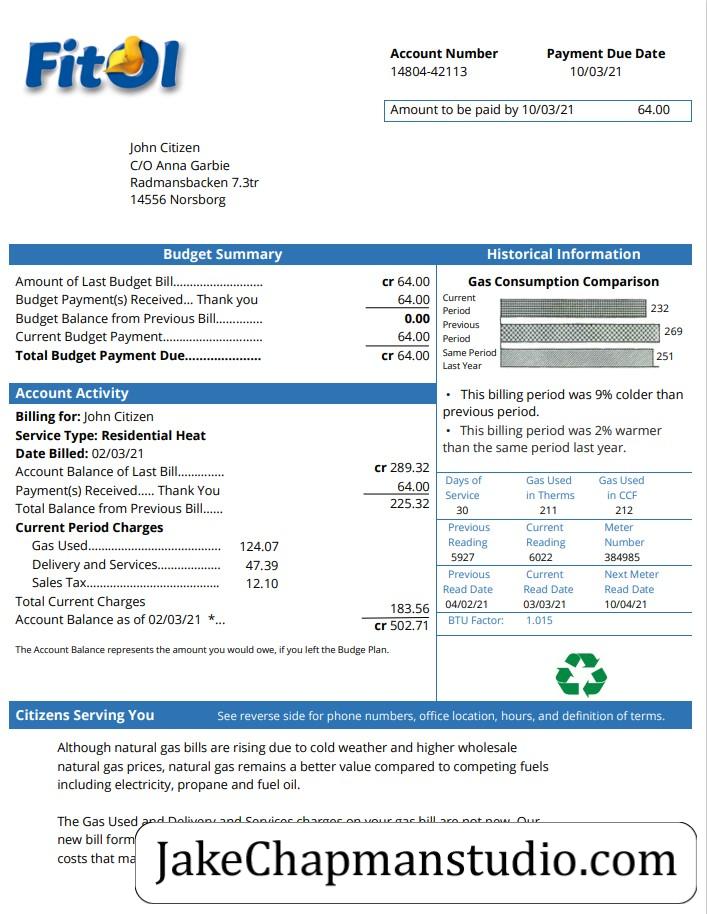 FitOl
Account Number Payment Due Date
14804-42113 10/03/21
Amount to be paid by 10/03/21 64.00
John Citizen
C/O Anna Garbie
Radmansbacken 7.3tr
14556 Norsborg
Budget Summary
Amount of Last Budget Bill.......................... cr 64.00
Budget Payment(s) Received... Thank you 64.00
Budget Balance from Previous Bill............. 0.00
Current Budget Payment............................ 64.00
Total Budget Payment Due...................... cr 64.00
Account Activity
Billing for: John Citizen
Service Type: Residential Heat
Date Billed: 02/03/21
Account Balance of Last Bill.............. cr 289.32
Payment(s) Received..... Thank You 64.00
Total Balance from Previous Bill...... 225.32
Current Period Charges
Gas Used...................................... 124.07
Delivery and Services.................. 47.39
Sales Tax...................................... 12.10
Total Current Charges 183.56
Account Balance as of 02/03/21 *... cr 502.71
The Account Balance represents the amount you would owe, if you left the Budge Plan.
Historical Information
Gas Consumption Comparison
Current
Period 232
Previous
Period 269
Same Period
Last Year 251
• This billing period was 9% colder than
previous period.
• This billing period was 2% warmer
than the same period last year.
Days of Gas Used Gas Used
Service in Therms in CCF
30 211 212
Previous Current Meter
Reading Reading Number
5927 6022 384985
Previous Current Next Meter
Read Date Read Date Read Date
04/02/21 03/03/21 10/04/21
BTU Factor: 1.015
Citizens Serving You See reverse side for phone numbers, office location, hours, and definition of terms.
Although natural gas bills are rising due to cold weather and higher wholesale
natural gas prices, natural gas remains a better value compared to competing fuels
including electricity, propane and fuel oil.
The Gas Used and Delivery and Services charges on your gas bill are not new. Our
new bill form
costs that ma
JakeChapmanstudio.com